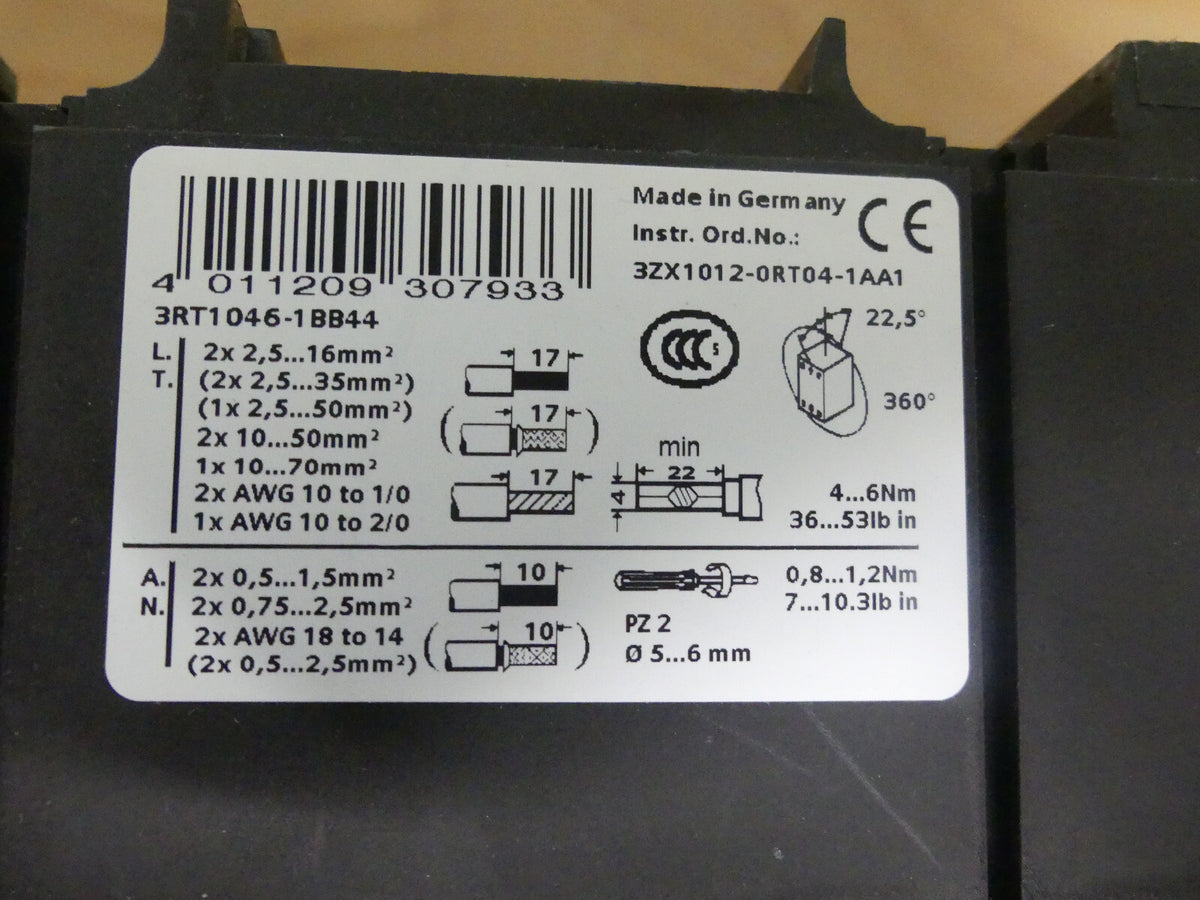 4 011209 307933
3RT1046-1BB44
Made in Germany CE
Instr. Ord.No.:
3ZX1012-0RT04-1AA1
CCC S
22,5°
360°
L. 2x 2,5...16mm² 17
T. (2x 2,5...35mm²)
(1x 2,5...50mm²) ( 17 )
2x 10...50mm²
1x 10...70mm² 17
2x AWG 10 to 1/0
1x AWG 10 to 2/0
min
22
4
4...6Nm
36...53lb in
A. 2x 0,5...1,5mm² 10
N. 2x 0,75...2,5mm²
2x AWG 18 to 14 ( 10 )
(2x 0,5...2,5mm²)
0,8...1,2Nm
7...10.3lb in
PZ 2
Ø 5...6 mm